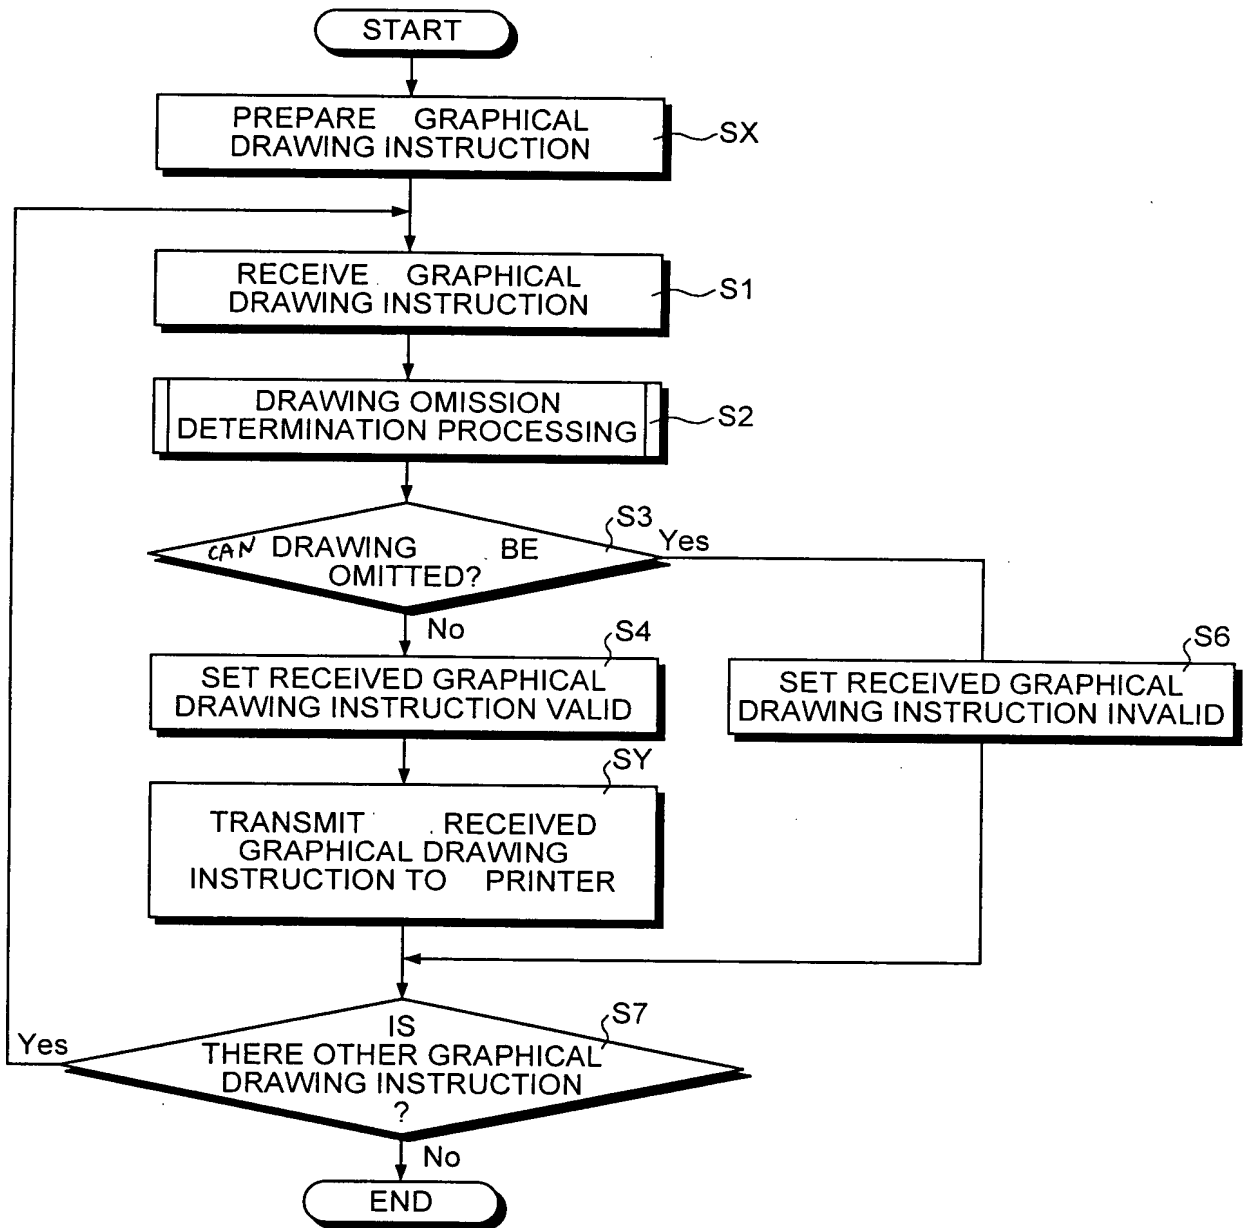 START
PREPARE GRAPHICAL
DRAWING INSTRUCTION
SX
RECEIVE GRAPHICAL
DRAWING INSTRUCTION
S1
DRAWING OMISSION
DETERMINATION PROCESSING
S2
S3
CAN DRAWING BE
OMITTED?
Yes
No
S4
SET RECEIVED GRAPHICAL
DRAWING INSTRUCTION VALID
S6
SET RECEIVED GRAPHICAL
DRAWING INSTRUCTION INVALID
SY
TRANSMIT RECEIVED
GRAPHICAL DRAWING
INSTRUCTION TO PRINTER
S7
IS
THERE OTHER GRAPHICAL
DRAWING INSTRUCTION
?
Yes
No
END